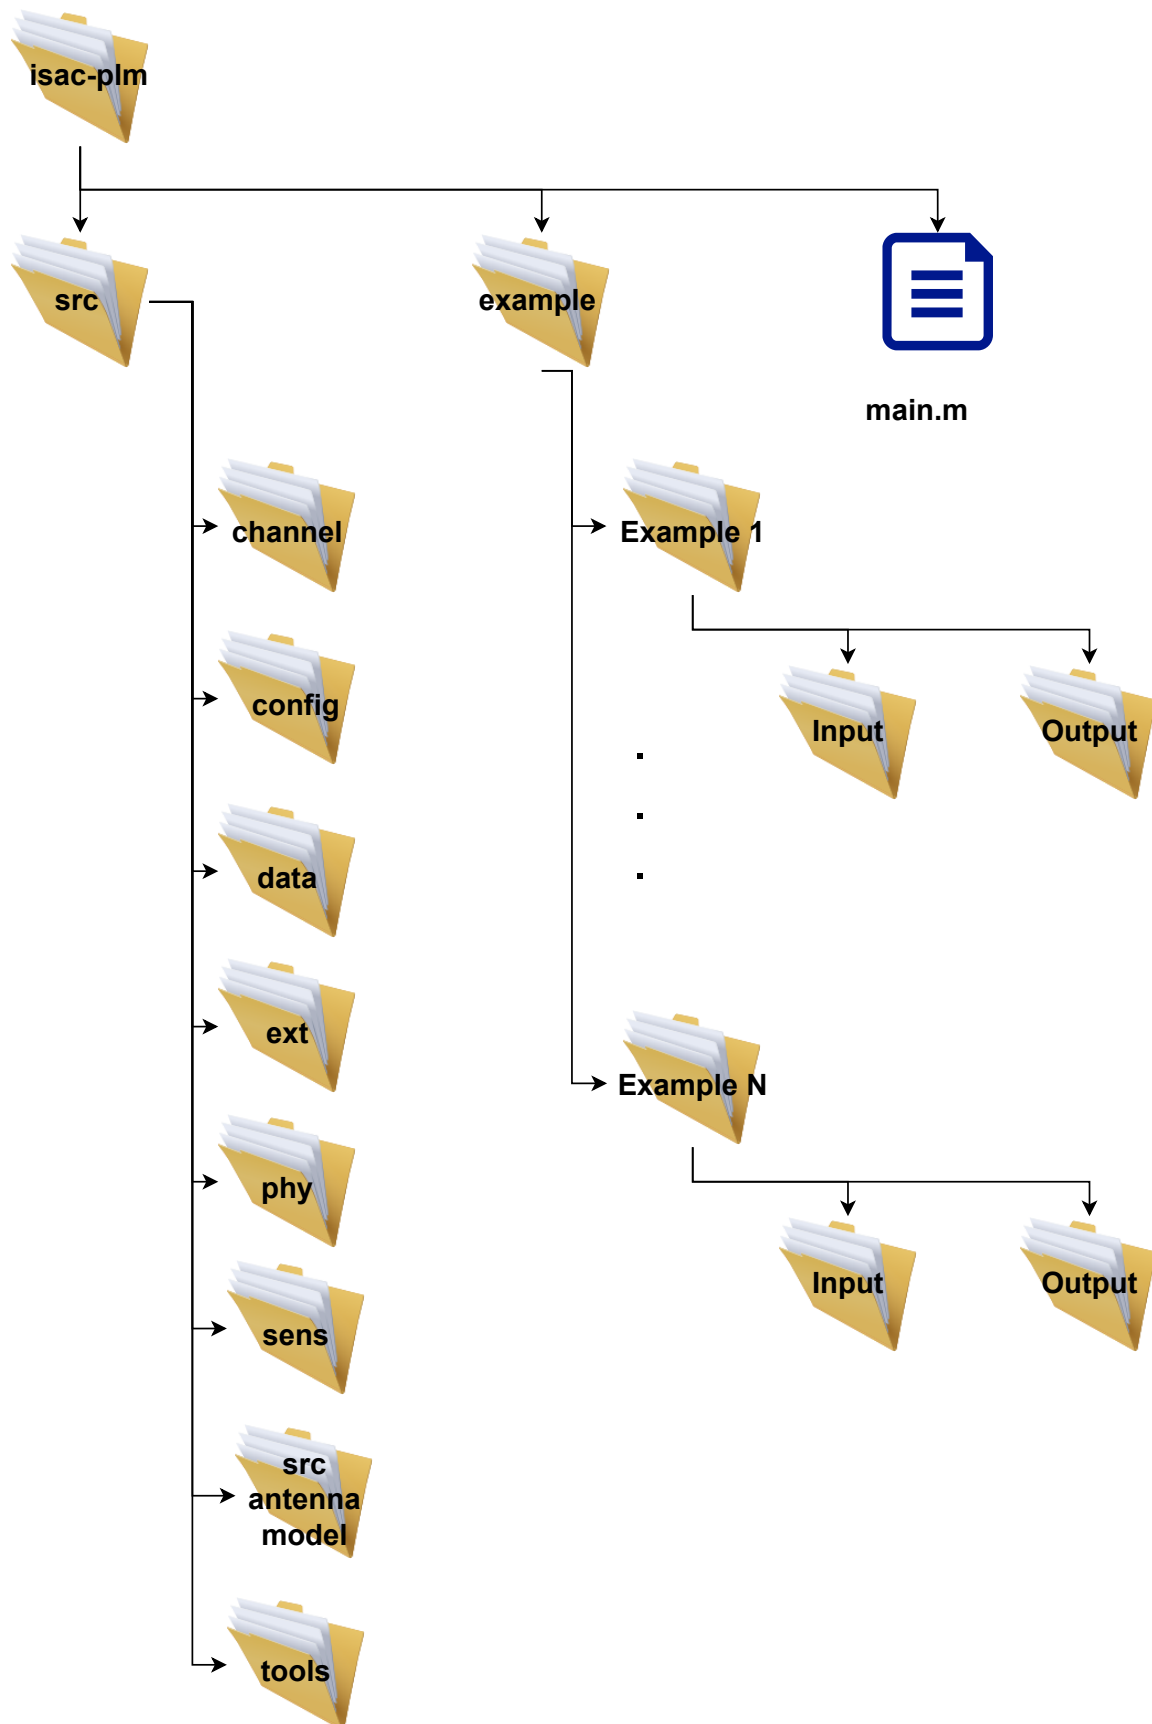 isac-plm
src
example
main.m
channel
Example 1
config
Input
Output
data
ext
Example N
phy
Input
Output
sens
src
antenna
model
tools